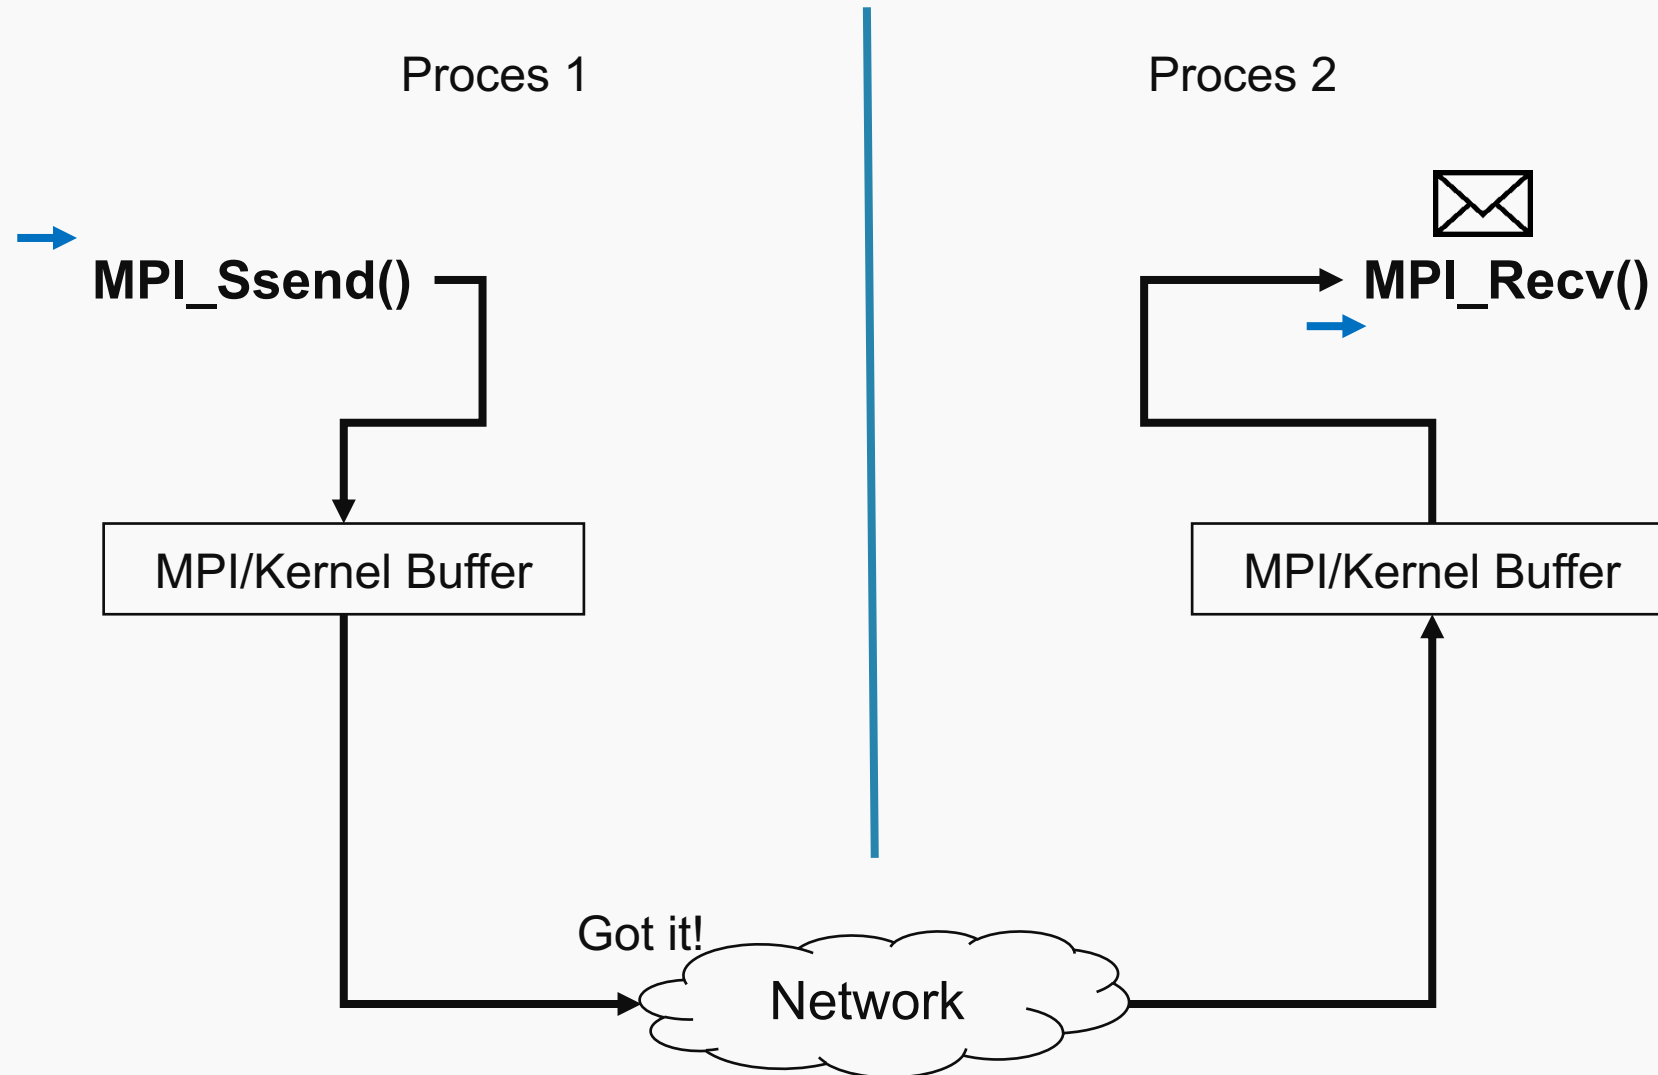 Proces 1
Proces 2
MPI_Ssend()
MPI_Recv()
MPI/Kernel Buffer
MPI/Kernel Buffer
Got it!
Network